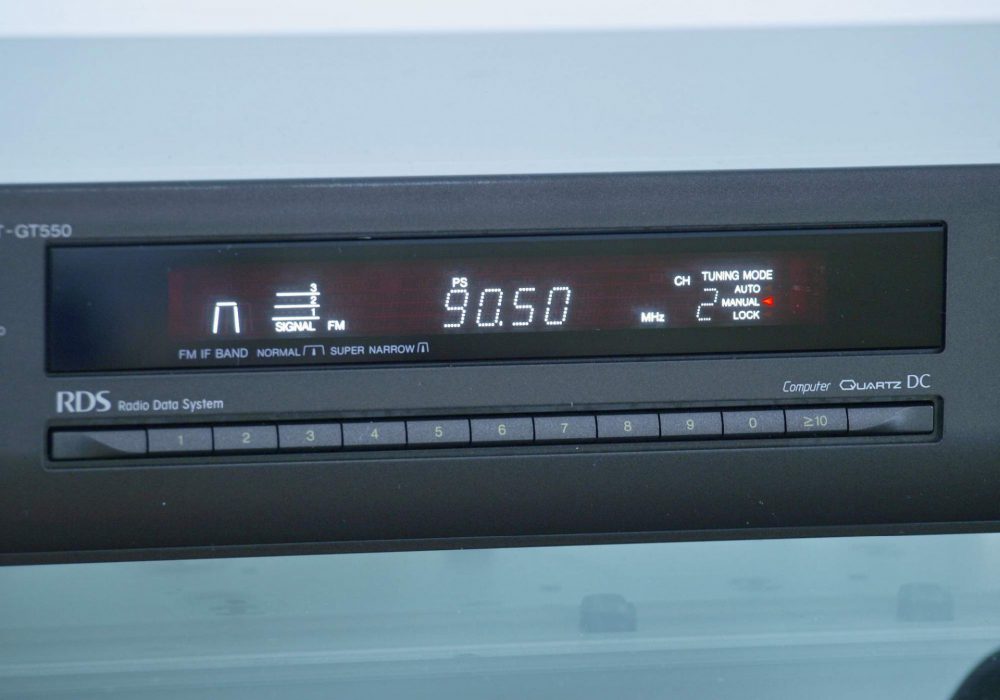 T-GT550
PS
90.50
MHz
CH
2
TUNING MODE
AUTO
MANUAL
LOCK
3
2
1
SIGNAL FM
FM IF BAND NORMAL SUPER NARROW
RDS Radio Data System
Computer QUARTZ DC
1 2 3 4 5 6 7 8 9 0 ≥10